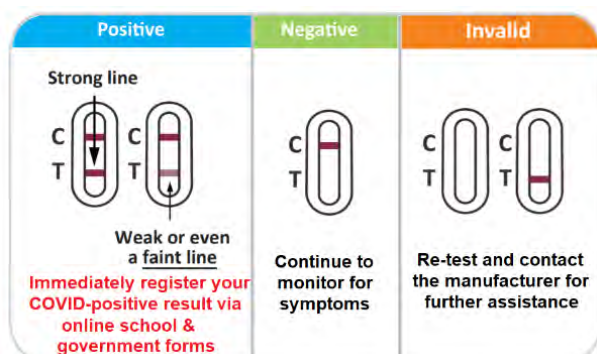 Positive
Strong line
C
T
C
T
Weak or even
a faint line
Immediately register your
COVID-positive result via
online school &
government forms
Negative
C
T
Continue to
monitor for
symptoms
Invalid
C
T
C
T
Re-test and contact
the manufacturer for
further assistance